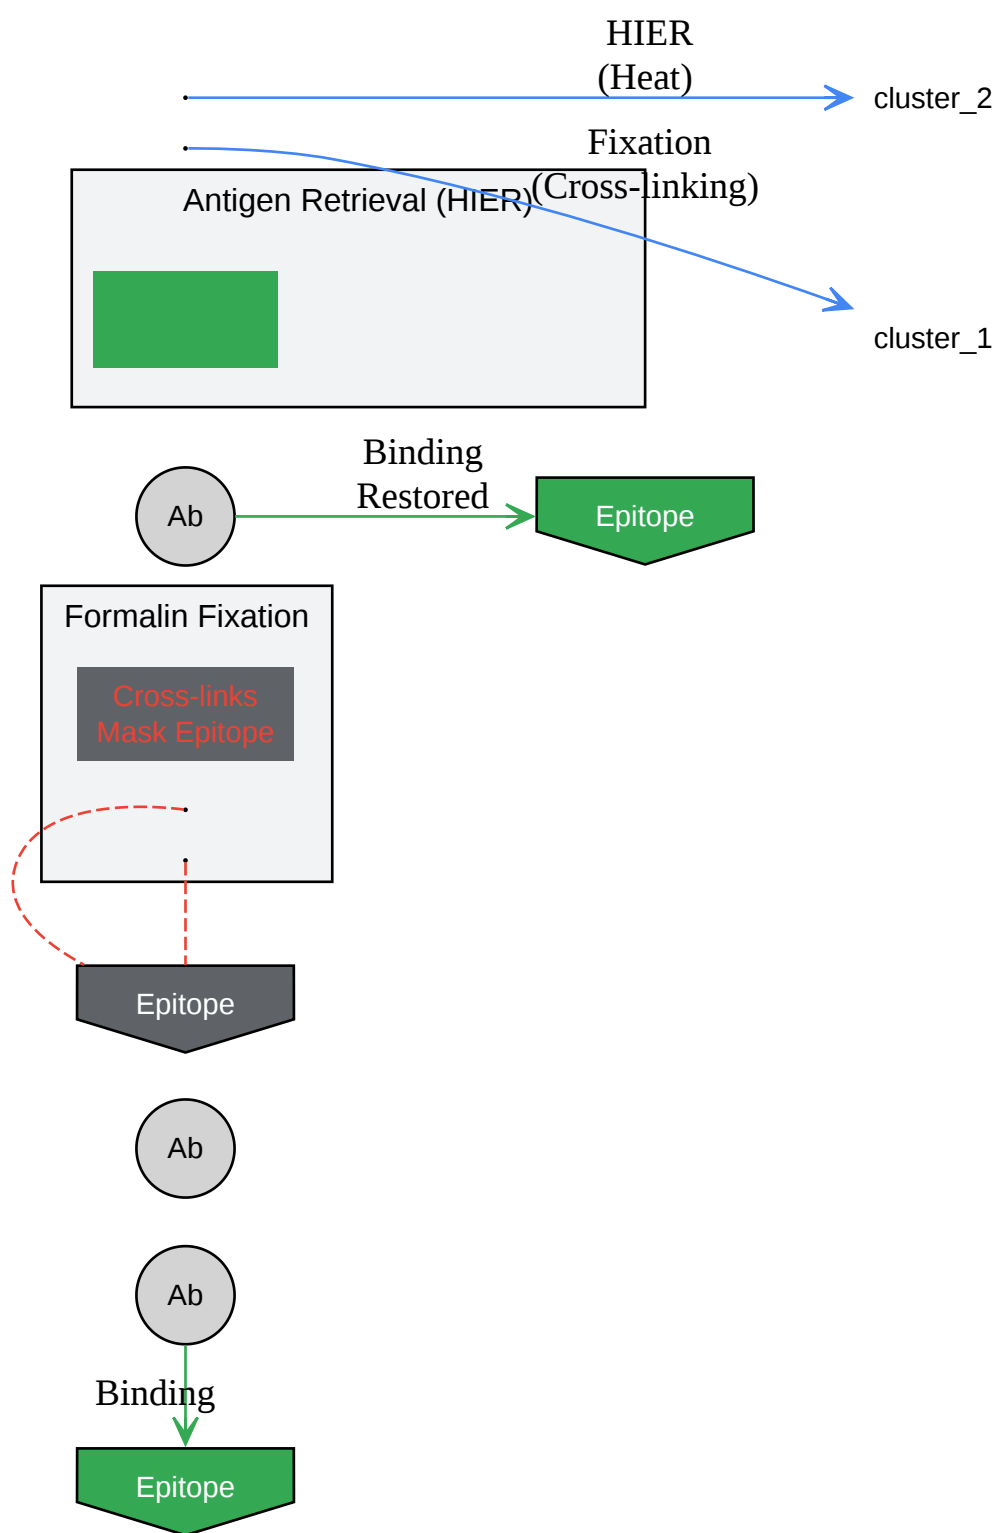 HIER
(Heat)
cluster_2
Fixation
(Cross-linking)
Antigen Retrieval (HIER)
cluster_1
Binding
Restored
Ab
Epitope
Formalin Fixation
Cross-links
Mask Epitope
Epitope
Ab
Ab
Binding
Epitope